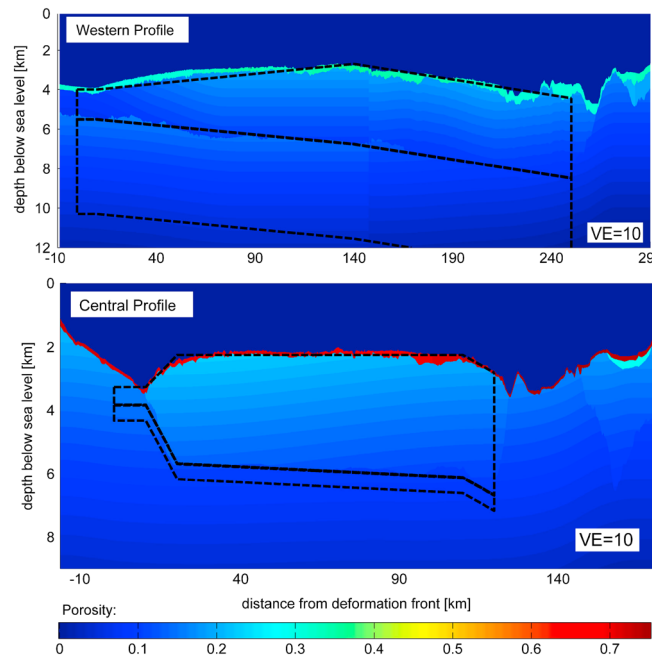 0
Western Profile
2
4
6
8
10
12
depth below sea level [km]
VE=10
-10 40 90 140 190 240 290
0
Central Profile
2
4
6
8
depth below sea level [km]
VE=10
-10 40 90 140
Porosity: distance from deformation front [km]
0 0.1 0.2 0.3 0.4 0.5 0.6 0.7